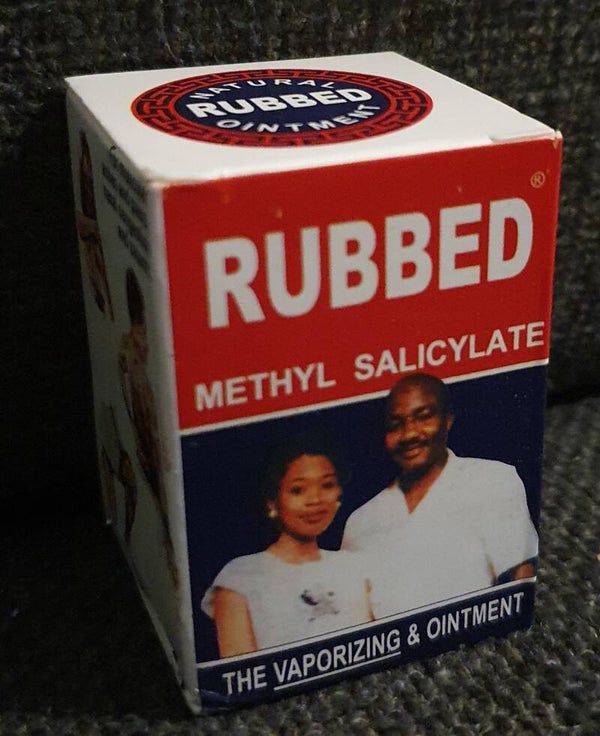 NATURAL
RUBBED
OINTMENT
RUBBED®
METHYL SALICYLATE
THE VAPORIZING & OINTMENT